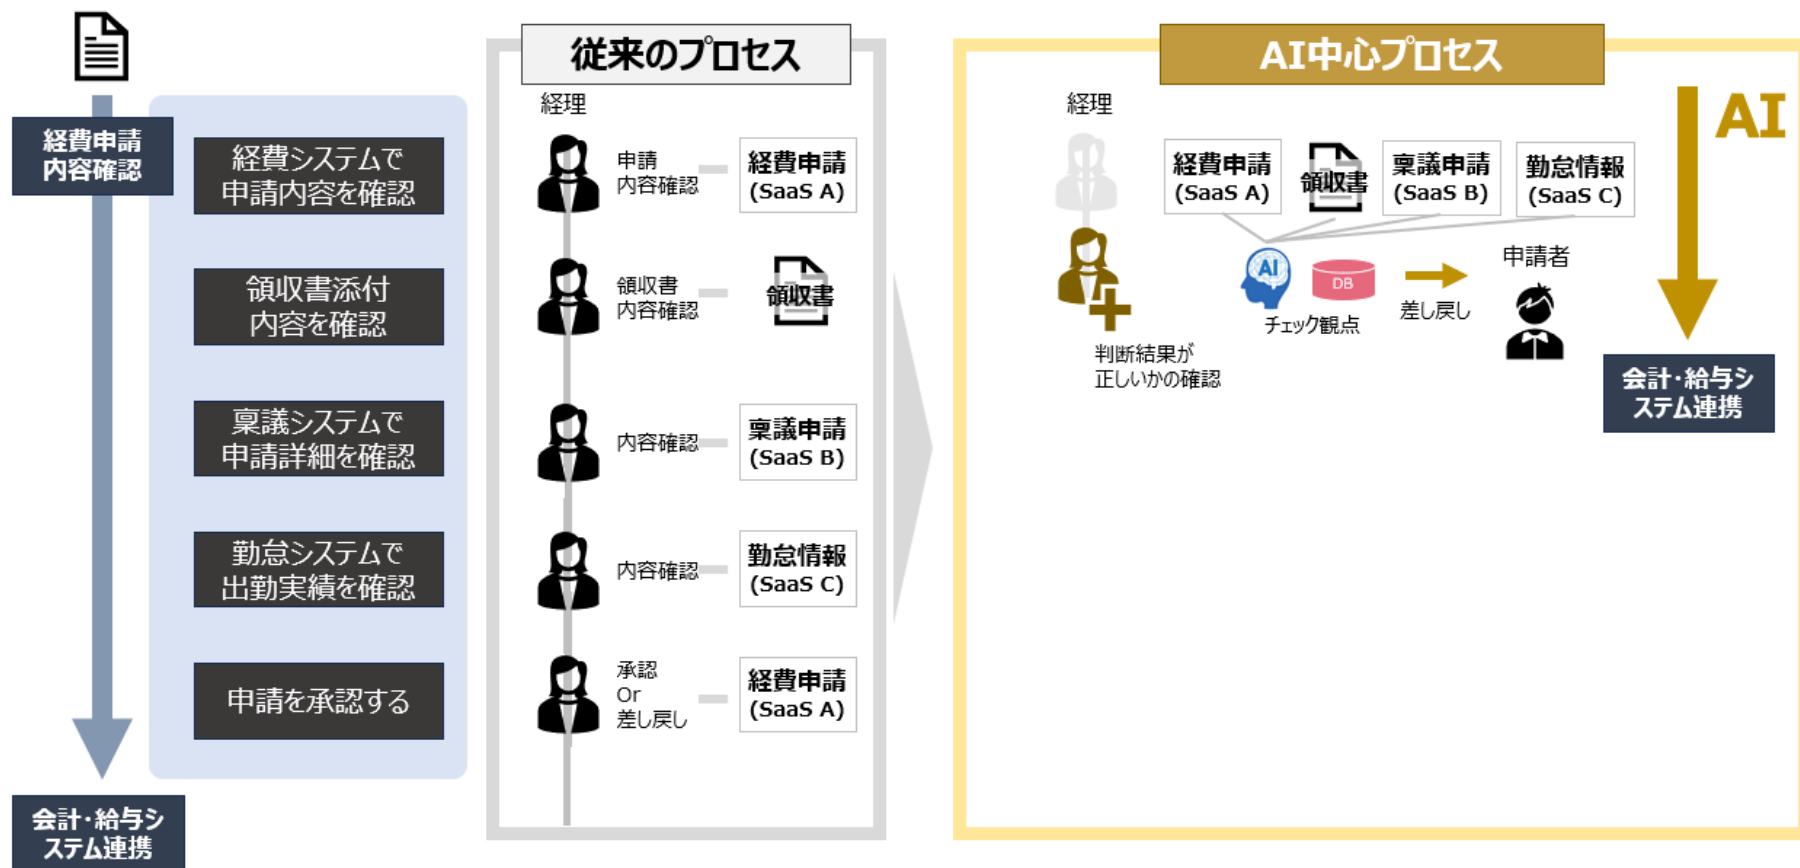 経費申請
内容確認
経費システムで
申請内容を確認
領収書添付
内容を確認
稟議システムで
申請詳細を確認
勤怠システムで
出勤実績を確認
申請を承認する
会計・給与シ
ステム連携
従来のプロセス
経理
申請
内容確認
経費申請
(SaaS A)
領収書
内容確認
領収書
内容確認
稟議申請
(SaaS B)
内容確認
勤怠情報
(SaaS C)
承認
Or
差し戻し
経費申請
(SaaS A)
AI中心プロセス
経理
経費申請
(SaaS A)
領収書
稟議申請
(SaaS B)
勤怠情報
(SaaS C)
AI
DB
チェック観点
差し戻し
申請者
判断結果が
正しいかの確認
AI
会計・給与シ
ステム連携